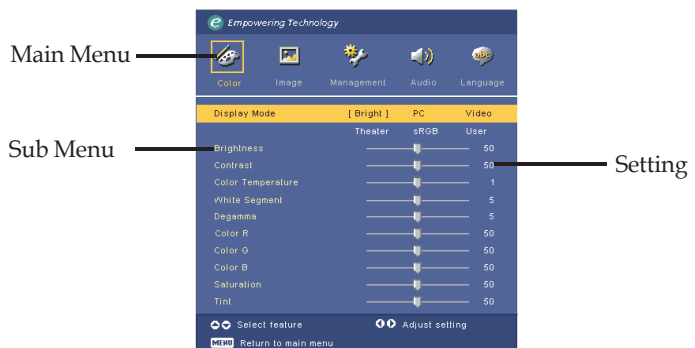 Empowering Technology
Main Menu
Color Image Management Audio Language
Display Mode [ Bright ] PC Video
Theater sRGB User
Sub Menu
Brightness 50
Contrast 50
Setting
Color Temperature 1
White Segment 5
Degamma 5
Color R 50
Color G 50
Color B 50
Saturation 50
Tint 50
Select feature Adjust setting
MENU Return to main menu